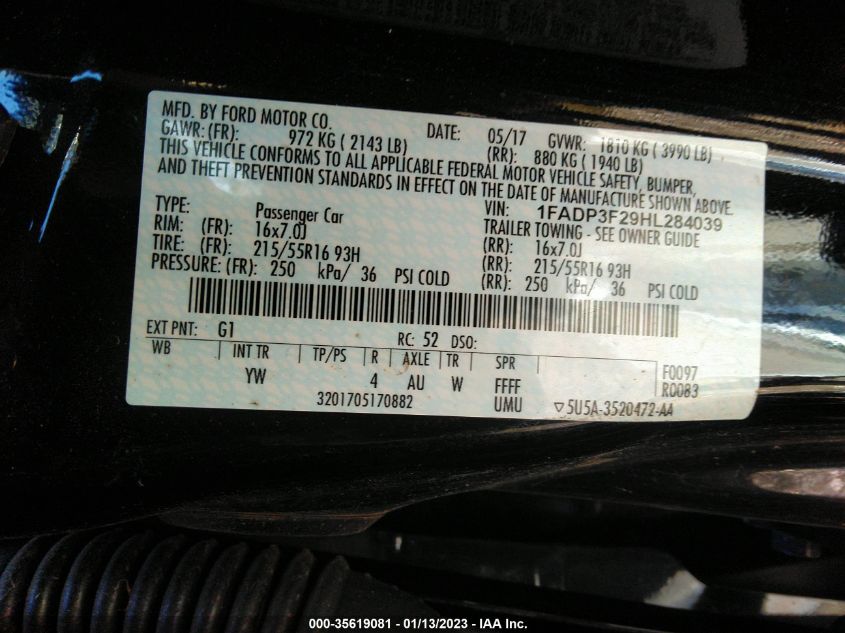 MFD. BY FORD MOTOR CO. DATE: 05/17 GVWR: 1810 KG ( 3990 LB)
GAWR: (FR): 972 KG ( 2143 LB) (RR): 880 KG ( 1940 LB)
THIS VEHICLE CONFORMS TO ALL APPLICABLE FEDERAL MOTOR VEHICLE SAFETY, BUMPER,
AND THEFT PREVENTION STANDARDS IN EFFECT ON THE DATE OF MANUFACTURE SHOWN ABOVE.
TYPE: Passenger Car VIN: 1FADP3F29HL284039
RIM: (FR): 16x7.0J TRAILER TOWING - SEE OWNER GUIDE
(RR): 16x7.0J
TIRE: (FR): 215/55R16 93H (RR): 215/55R16 93H
PRESSURE: (FR): 250 kPa/ 36 PSI COLD (RR): 250 kPa/ 36 PSI COLD
EXT PNT: G1 RC: 52 DSO:
WB INT TR TP/PS R AXLE TR SPR F0097
YW 4 AU W FFFF R0083
3201705170882 UMU ▽5U5A-3520472-AA
000-35619081 - 01/13/2023 - IAA Inc.